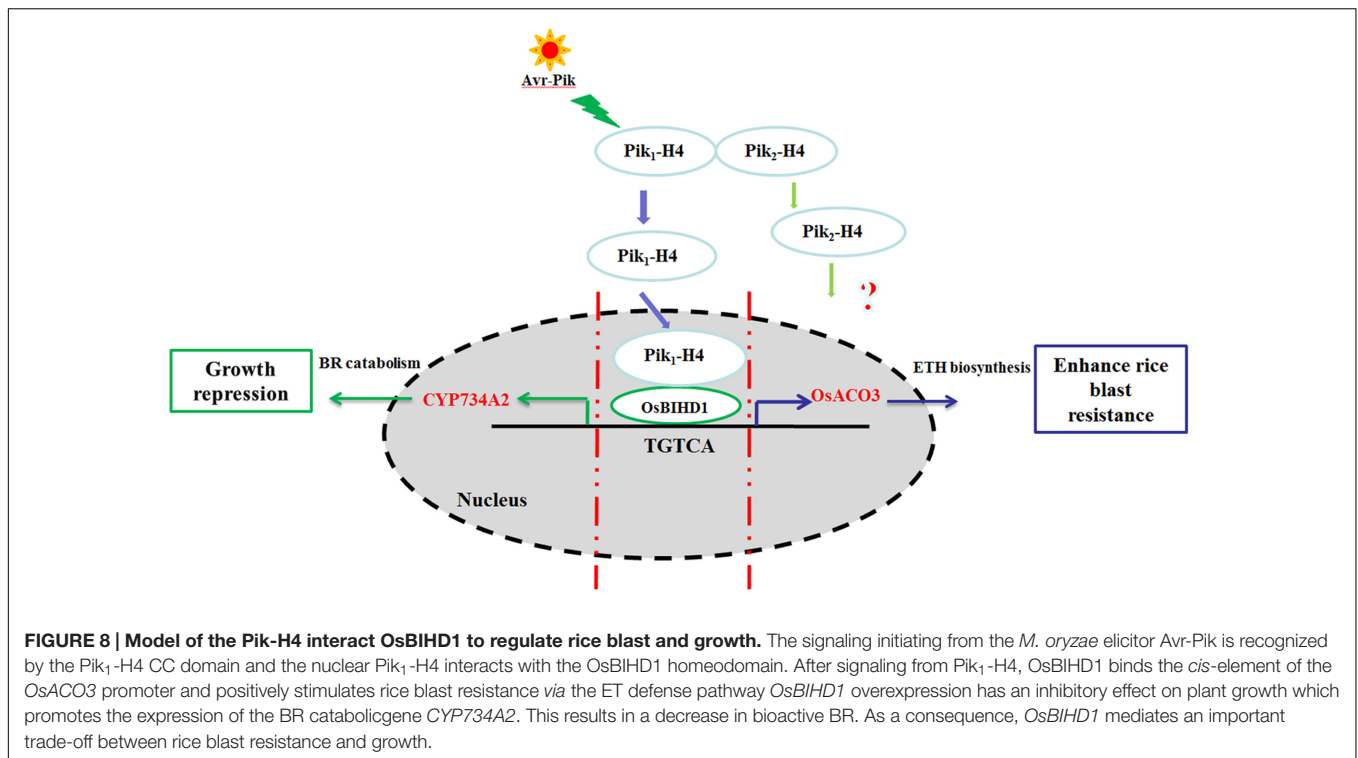 Avr-Pik
Pik₁-H4
Pik₂-H4
Pik₂-H4
Pik₁-H4
?
Pik₁-H4
Growth
repression
BR catabolism
CYP734A2
OsBIHD1
OsACO3
ETH biosynthesis
Enhance rice
blast
resistance
TGTCA
Nucleus
FIGURE 8 | Model of the Pik-H4 interact OsBIHD1 to regulate rice blast and growth. The signaling initiating from the M. oryzae elicitor Avr-Pik is recognized
by the Pik₁-H4 CC domain and the nuclear Pik₁-H4 interacts with the OsBIHD1 homeodomain. After signaling from Pik₁-H4, OsBIHD1 binds the cis-element of the
OsACO3 promoter and positively stimulates rice blast resistance via the ET defense pathway OsBIHD1 overexpression has an inhibitory effect on plant growth which
promotes the expression of the BR catabolicgene CYP734A2. This results in a decrease in bioactive BR. As a consequence, OsBIHD1 mediates an important
trade-off between rice blast resistance and growth.